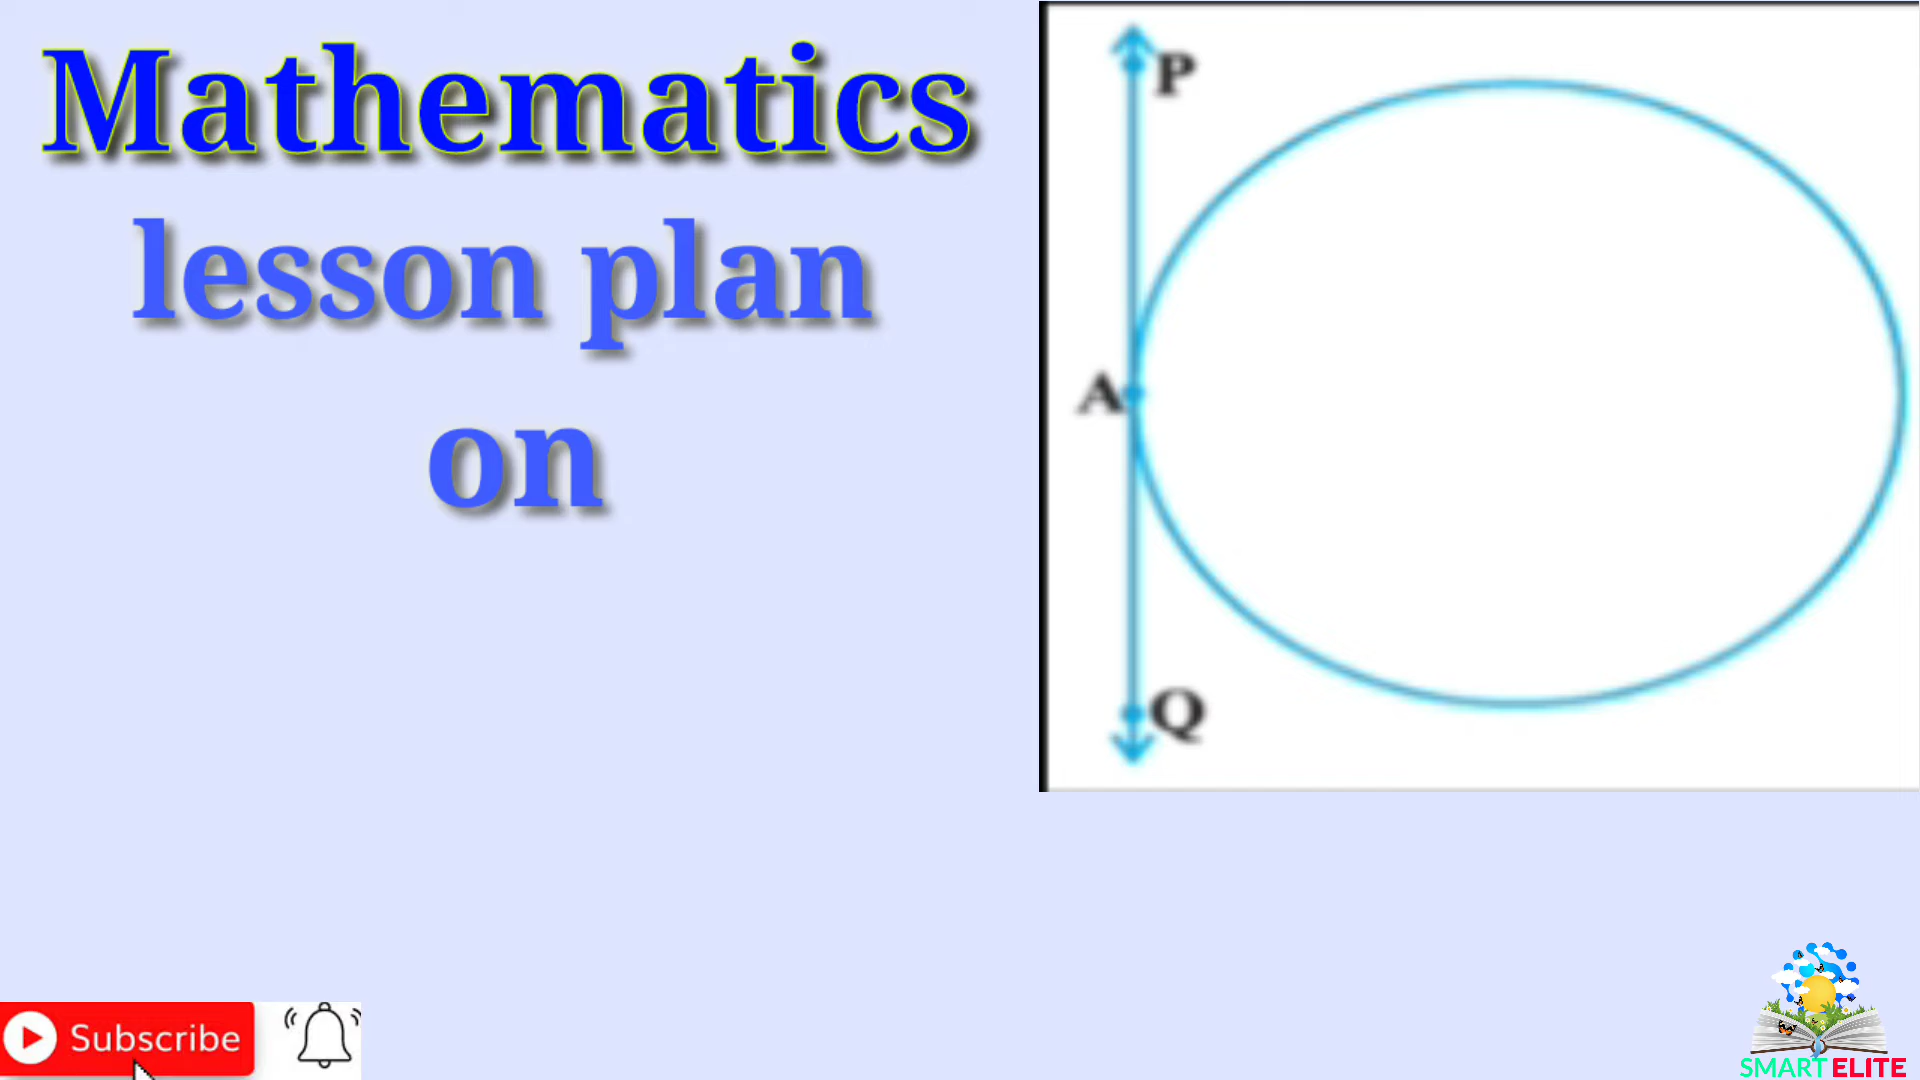 Mathematics
lesson plan
on
P
A
Q
Subscribe
SMART ELITE